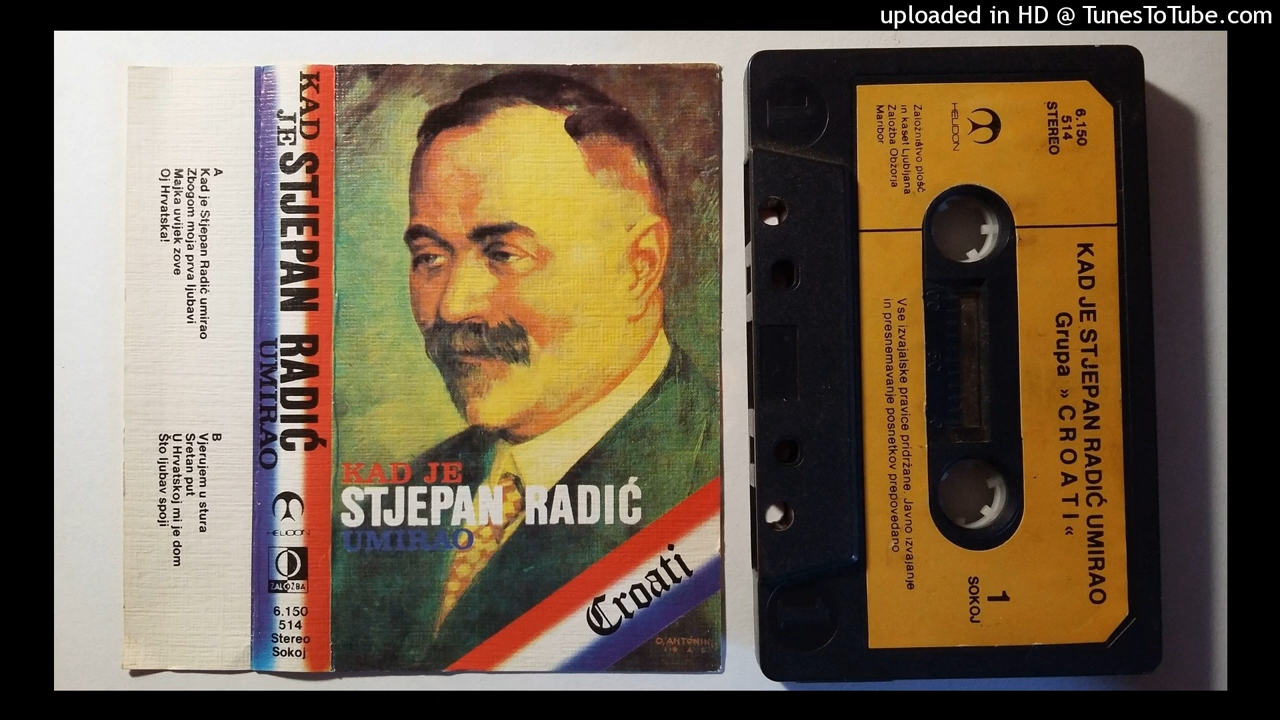 uploaded in HD @ TunesToTube.com
A
Kad je Stjepan Radić umirao
Zbogom moja prva ljubavi
Majka uvijek zove
Oj Hrvatska!
B
Vjerujem u stura
Sretan put
U Hrvatskoj mi je dom
Što ljubav spoji
KAD
JE STJEPAN RADIĆ
UMIRAO
HELIDON
ZALOŽBA
6.150
514
Stereo
Sokoj
KAD JE
STJEPAN RADIĆ
UMIRAO
Croati
O. ANTONINI
6.150
514
STEREO
HELIDON
Založništvo plošč
in kaset Ljubljana
Založba Obzorja
Maribor
KAD JE STJEPAN RADIĆ UMIRAO
Grupa »CROATI«
Vse izvajalske pravice pridržane. Javno izvajanje
in presnemavanje posnetkov prepovedano
1
SOKOJ
1
1